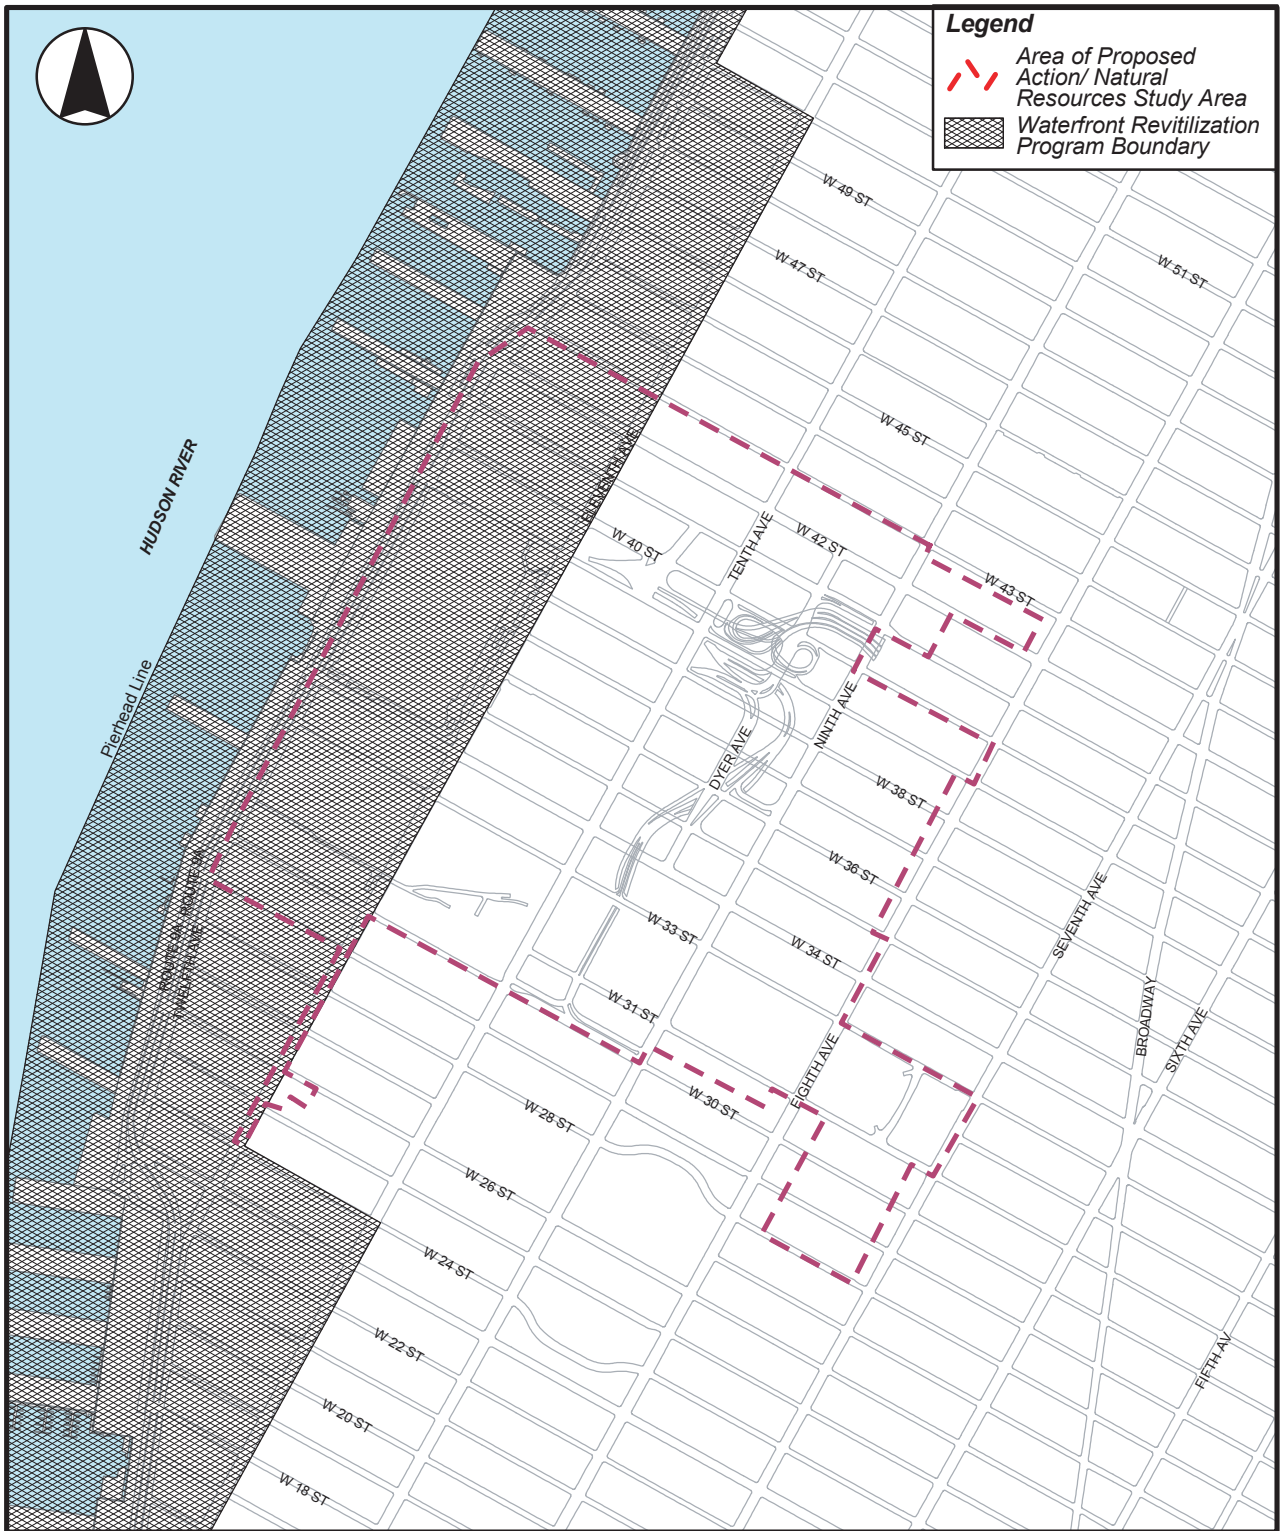 Legend
Area of Proposed
Action/ Natural
Resources Study Area
Waterfront Revitilization
Program Boundary
W 49 ST
W 51 ST
W 47 ST
W 45 ST
HUDSON RIVER
ELEVENTH AVE
W 40 ST
TENTH AVE
W 42 ST
W 43 ST
Pierhead Line
NINTH AVE
DYER AVE
W 38 ST
W 36 ST
ROUTE 9A
ROUTE 9A
TWELFTH AVE
W 33 ST
W 34 ST
SEVENTH AVE
W 31 ST
BROADWAY
SIXTH AVE
EIGHTH AVE
W 30 ST
W 28 ST
W 26 ST
W 24 ST
W 22 ST
FIFTH AV
W 20 ST
W 18 ST